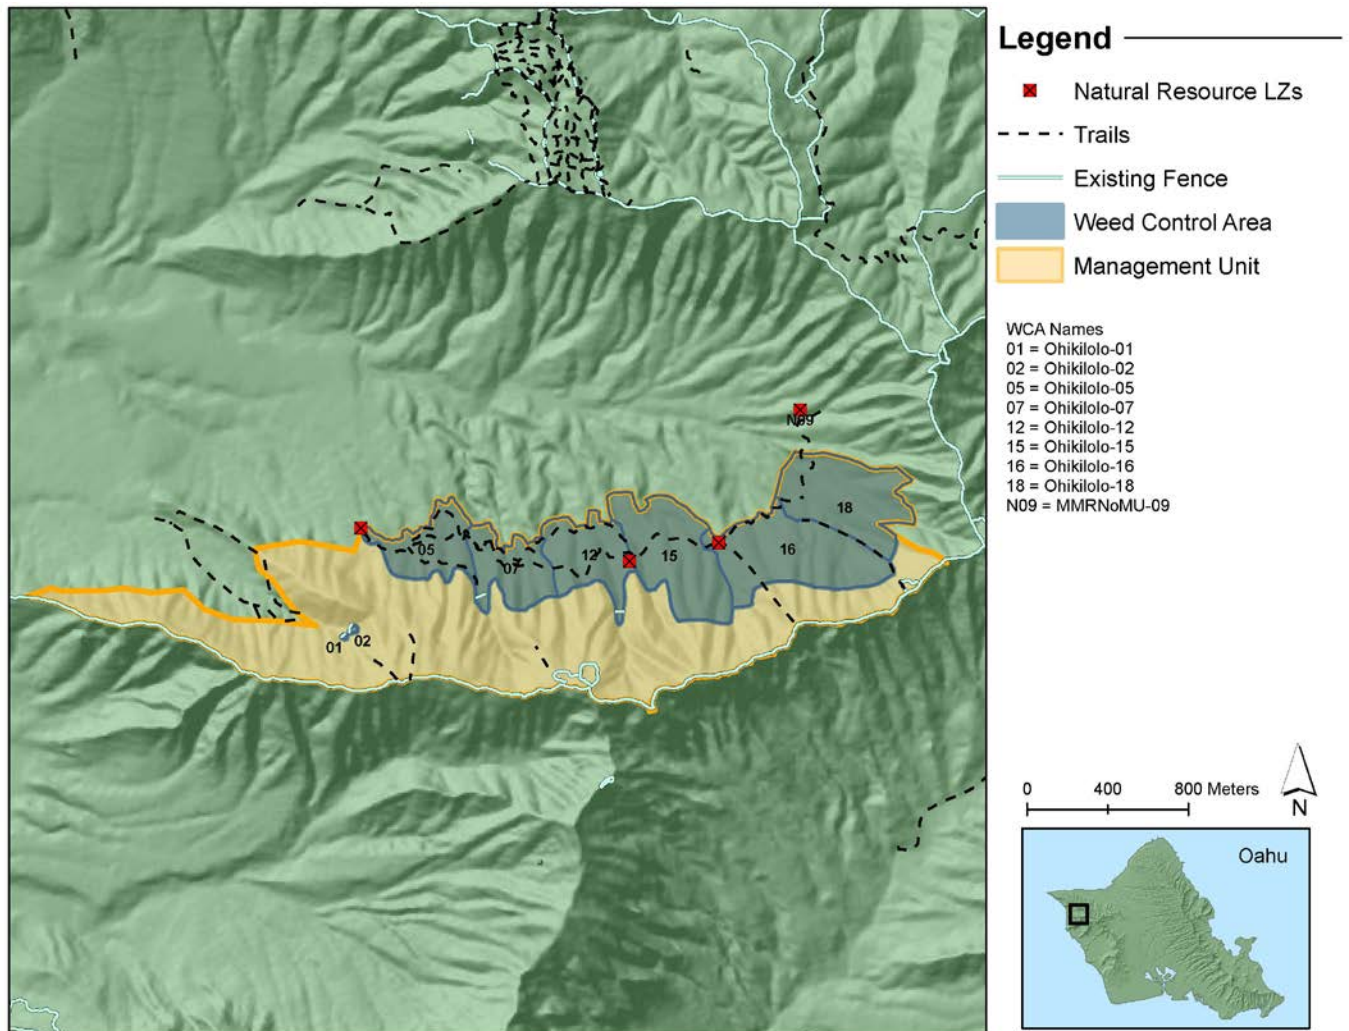 Legend
Natural Resource LZs
Trails
Existing Fence
Weed Control Area
Management Unit
WCA Names
01 = Ohikilolo-01
02 = Ohikilolo-02
05 = Ohikilolo-05
07 = Ohikilolo-07
12 = Ohikilolo-12
15 = Ohikilolo-15
16 = Ohikilolo-16
18 = Ohikilolo-18
N09 = MMRNoMU-09
N09
18
05
07
12
15
16
01
02
0 400 800 Meters
N
Oahu